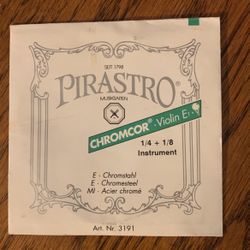 SEIT 1798
PIRASTRO
MUSIKSAITEN
CHROMCOR® · Violin E
1/4 + 1/8
Instrument
E - Chromstahl
E - Chromesteel
MI - Acier chromé
Art. Nr. 3191